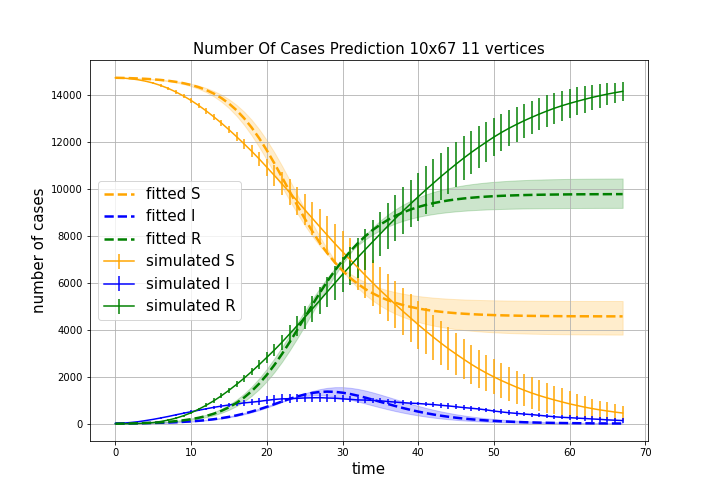 Number Of Cases Prediction 10x67 11 vertices
number of cases
14000
12000
10000
8000
6000
4000
2000
0
fitted S
fitted I
fitted R
simulated S
simulated I
simulated R
0 10 20 30 40 50 60 70
time